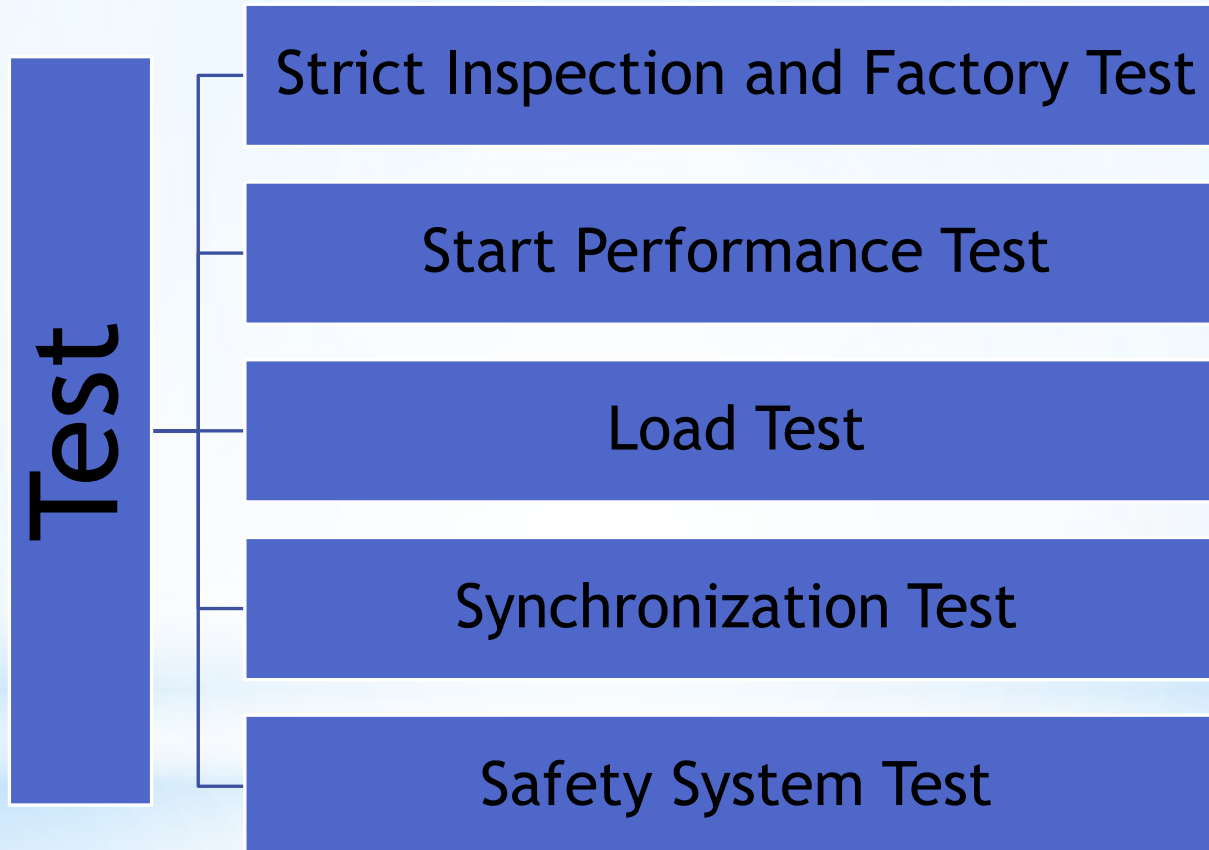 Test
Strict Inspection and Factory Test
Start Performance Test
Load Test
Synchronization Test
Safety System Test